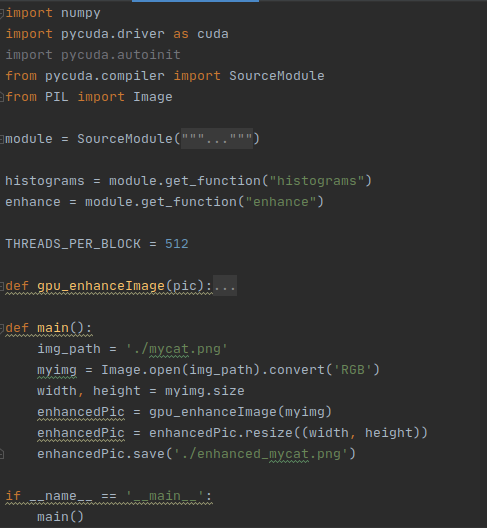 import numpy
import pycuda.driver as cuda
import pycuda.autoinit
from pycuda.compiler import SourceModule
from PIL import Image

module = SourceModule("""...""")

histograms = module.get_function("histograms")
enhance = module.get_function("enhance")

THREADS_PER_BLOCK = 512

def gpu_enhanceImage(pic):...

def main():
    img_path = './mycat.png'
    myimg = Image.open(img_path).convert('RGB')
    width, height = myimg.size
    enhancedPic = gpu_enhanceImage(myimg)
    enhancedPic = enhancedPic.resize((width, height))
    enhancedPic.save('./enhanced_mycat.png')

if __name__ == '__main__':
    main()